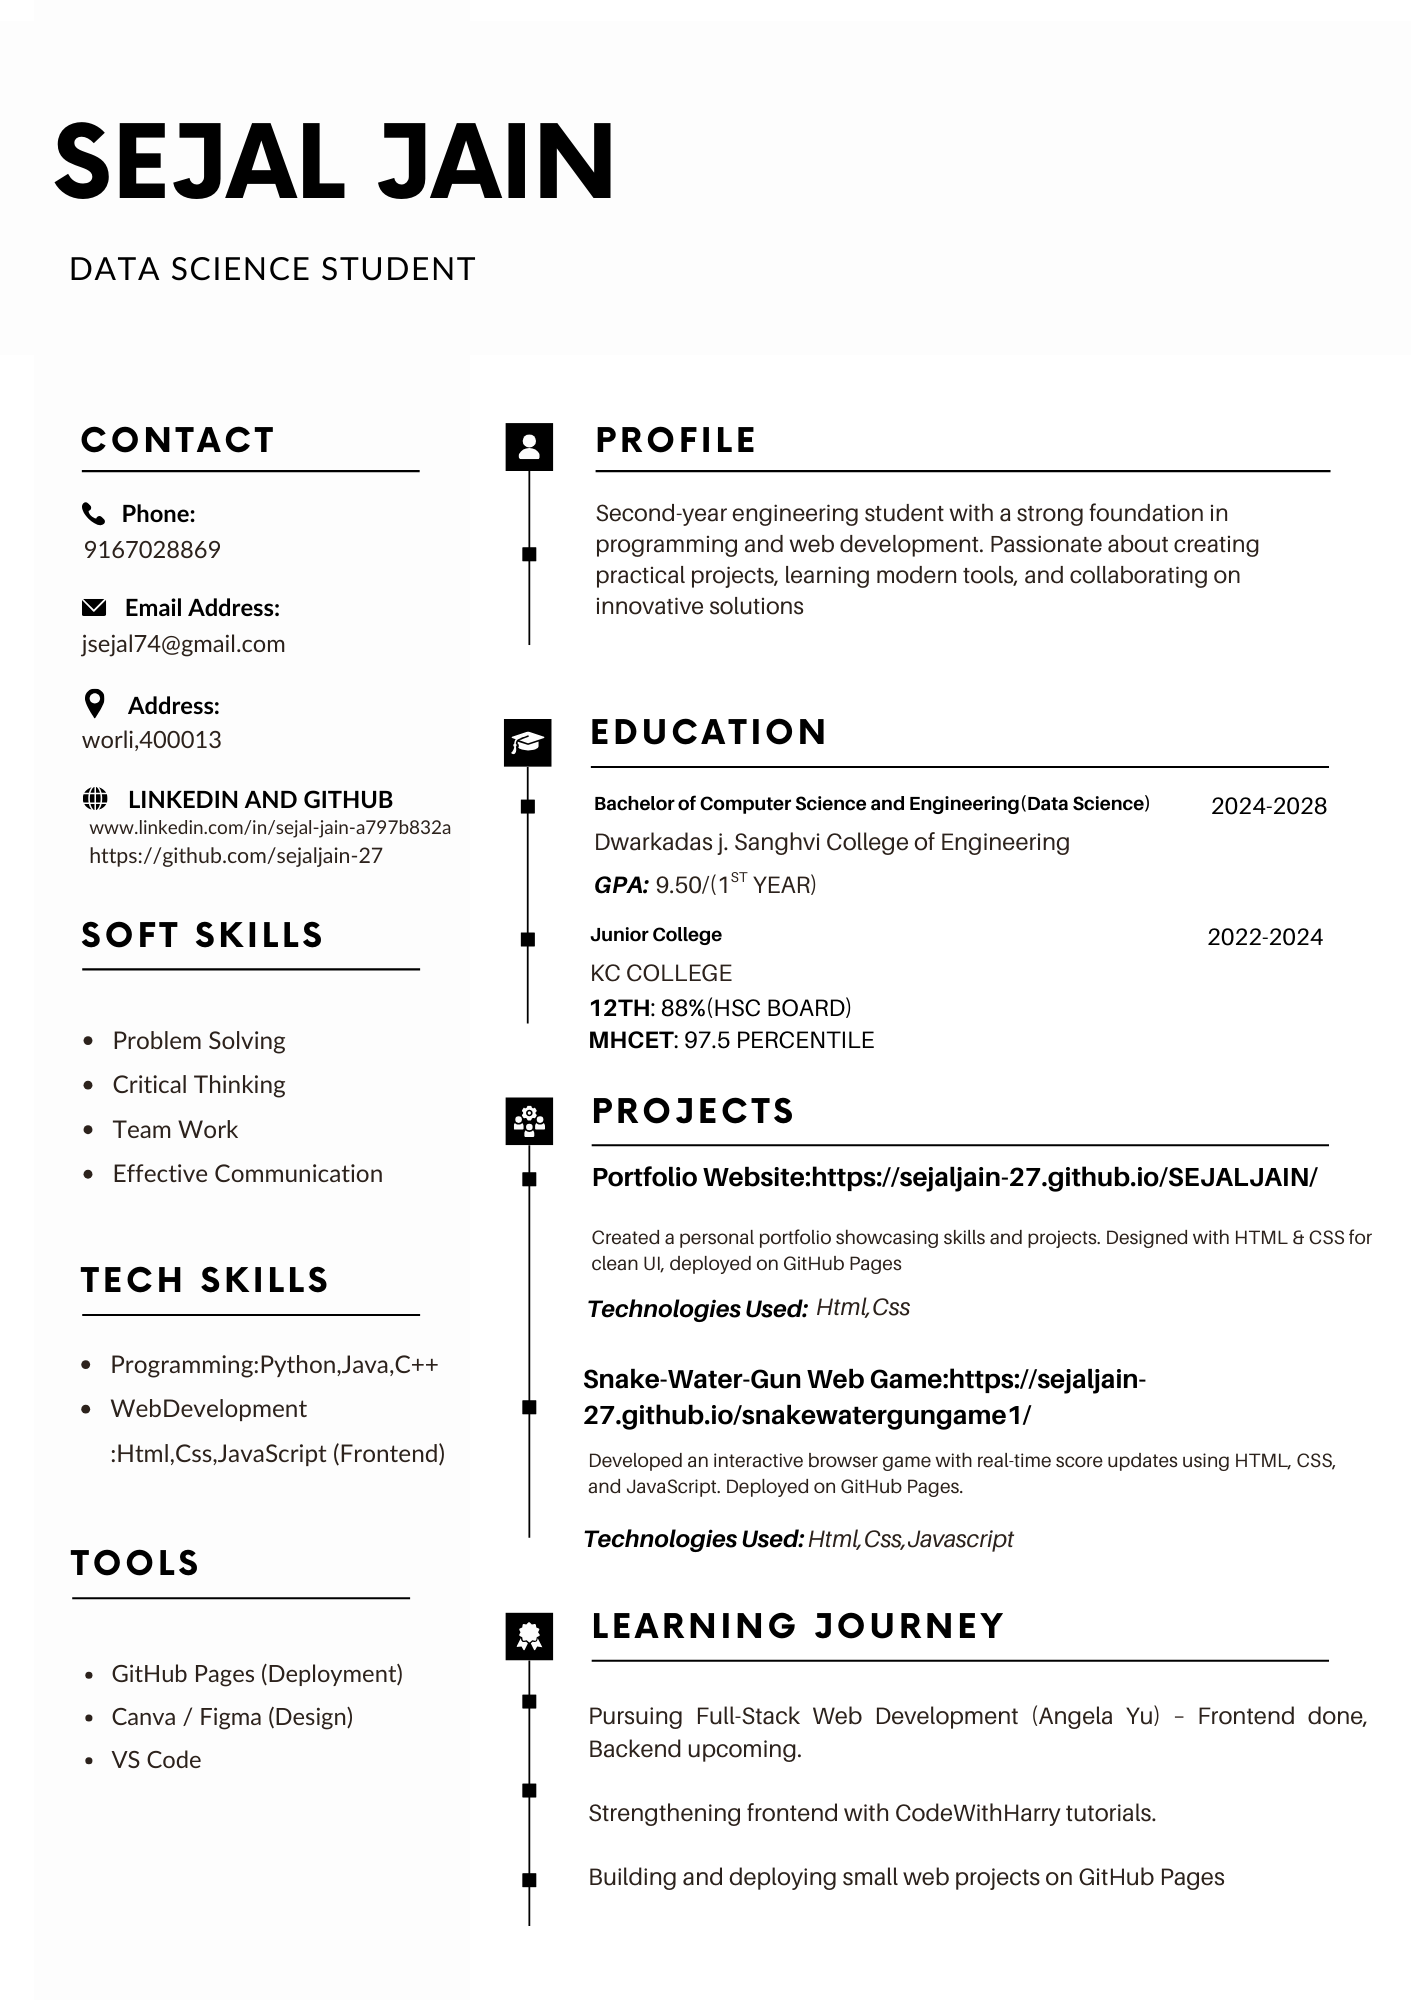 SEJAL JAIN
DATA SCIENCE STUDENT
CONTACT
Phone:
9167028869
Email Address:
jsejal74@gmail.com
Address:
worli,400013
LINKEDIN AND GITHUB
www.linkedin.com/in/sejal-jain-a797b832a
https://github.com/sejaljain-27
SOFT SKILLS
• Problem Solving
• Critical Thinking
• Team Work
• Effective Communication
TECH SKILLS
• Programming:Python,Java,C++
• WebDevelopment
:Html,Css,JavaScript (Frontend)
TOOLS
• GitHub Pages (Deployment)
• Canva / Figma (Design)
• VS Code
PROFILE
Second-year engineering student with a strong foundation in
programming and web development. Passionate about creating
practical projects, learning modern tools, and collaborating on
innovative solutions
EDUCATION
Bachelor of Computer Science and Engineering(Data Science) 2024-2028
Dwarkadas j. Sanghvi College of Engineering
GPA: 9.50/(1ST YEAR)
Junior College 2022-2024
KC COLLEGE
12TH: 88%(HSC BOARD)
MHCET: 97.5 PERCENTILE
PROJECTS
Portfolio Website:https://sejaljain-27.github.io/SEJALJAIN/
Created a personal portfolio showcasing skills and projects. Designed with HTML & CSS for
clean UI, deployed on GitHub Pages
Technologies Used: Html,Css
Snake-Water-Gun Web Game:https://sejaljain-
27.github.io/snakewatergungame1/
Developed an interactive browser game with real-time score updates using HTML, CSS,
and JavaScript. Deployed on GitHub Pages.
Technologies Used: Html,Css,Javascript
LEARNING JOURNEY
Pursuing Full-Stack Web Development (Angela Yu) – Frontend done,
Backend upcoming.
Strengthening frontend with CodeWithHarry tutorials.
Building and deploying small web projects on GitHub Pages